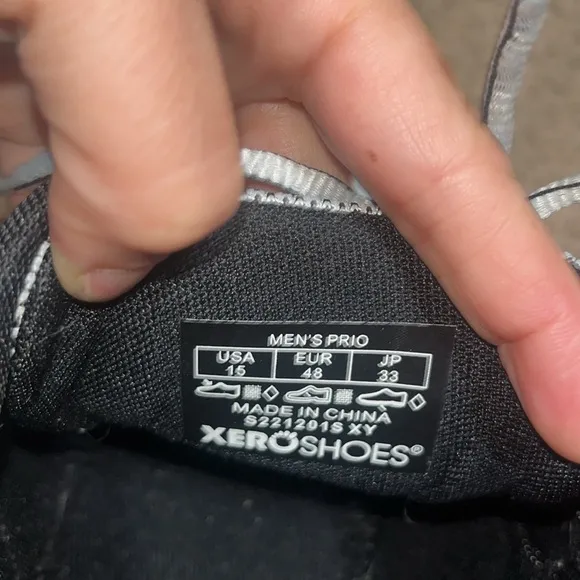 MEN'S PRIO
USA EUR JP
15 48 33
MADE IN CHINA
S221201S XY
XEROSHOES®